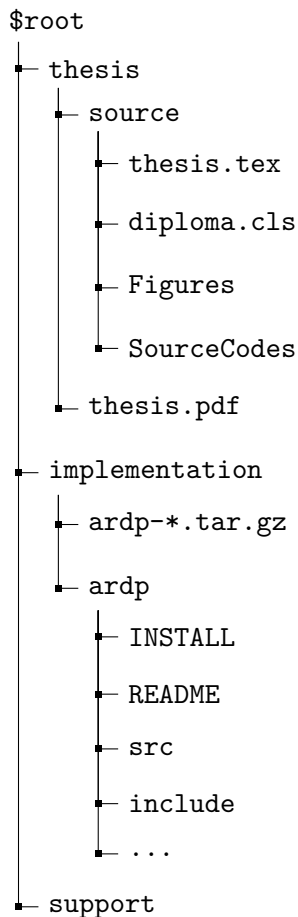 $root
thesis
source
thesis.tex
diploma.cls
Figures
SourceCodes
thesis.pdf
implementation
ardp-*.tar.gz
ardp
INSTALL
README
src
include
...
support